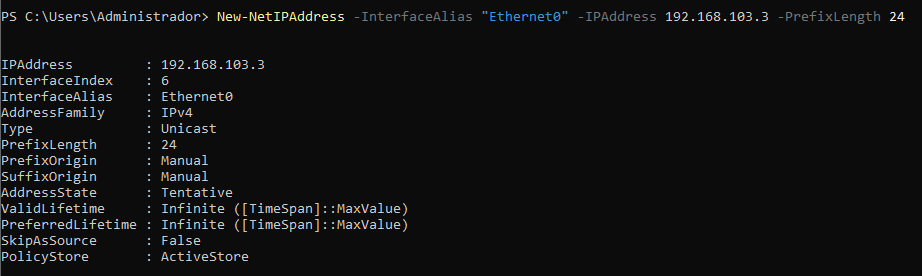 PS C:\Users\Administrador> New-NetIPAddress -InterfaceAlias "Ethernet0" -IPAddress 192.168.103.3 -PrefixLength 24
IPAddress : 192.168.103.3
InterfaceIndex : 6
InterfaceAlias : Ethernet0
AddressFamily : IPv4
Type : Unicast
PrefixLength : 24
PrefixOrigin : Manual
SuffixOrigin : Manual
AddressState : Tentative
ValidLifetime : Infinite ([TimeSpan]::MaxValue)
PreferredLifetime : Infinite ([TimeSpan]::MaxValue)
SkipAsSource : False
PolicyStore : ActiveStore